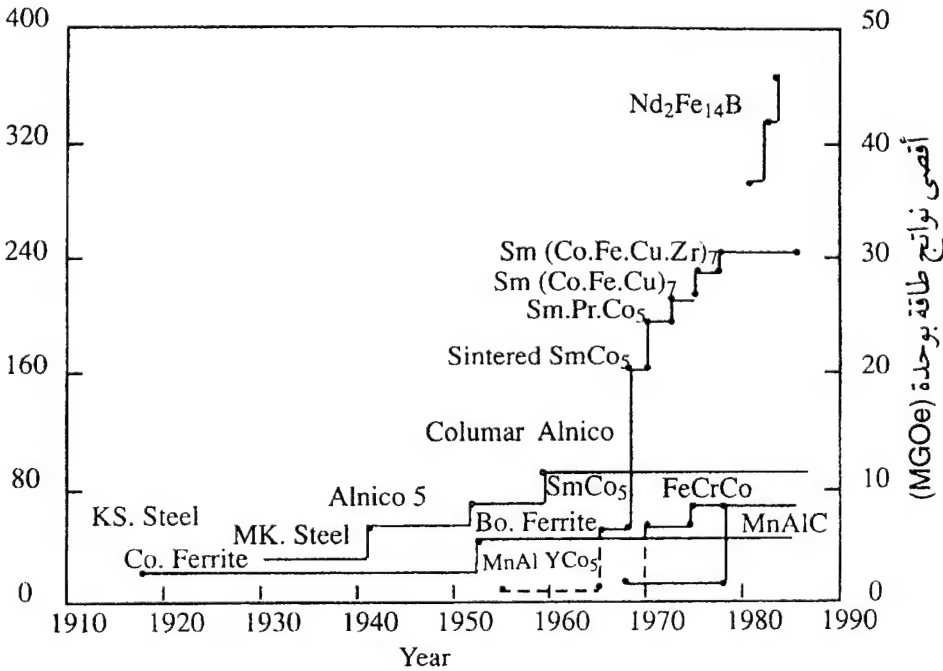 400
50
Nd₂Fe₁₄B
320
40
240
30
Sm (Co.Fe.Cu.Zr)₇
Sm (Co.Fe.Cu)₇
Sm.Pr.Co₅
160
Sintered SmCo₅
20
Columar Alnico
80
Alnico 5
SmCo₅
FeCrCo
10
KS. Steel
MK. Steel
Bo. Ferrite
MnAlC
Co. Ferrite
MnAl YCo₅
0
0
1910 1920 1930 1940 1950 1960 1970 1980 1990
Year
أقصى نواتج طاقة بوحدة (MGOe)